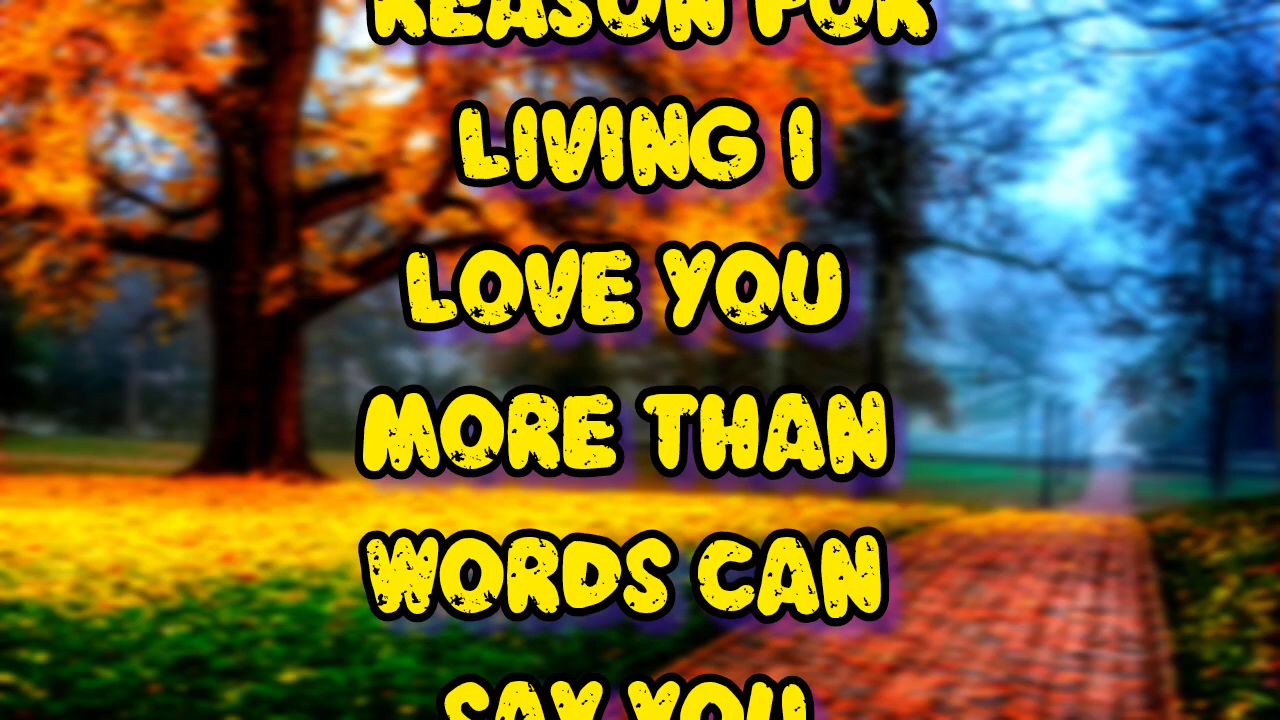 REASON FOR
LIVING I
LOVE YOU
MORE THAN
WORDS CAN
SAY YOU